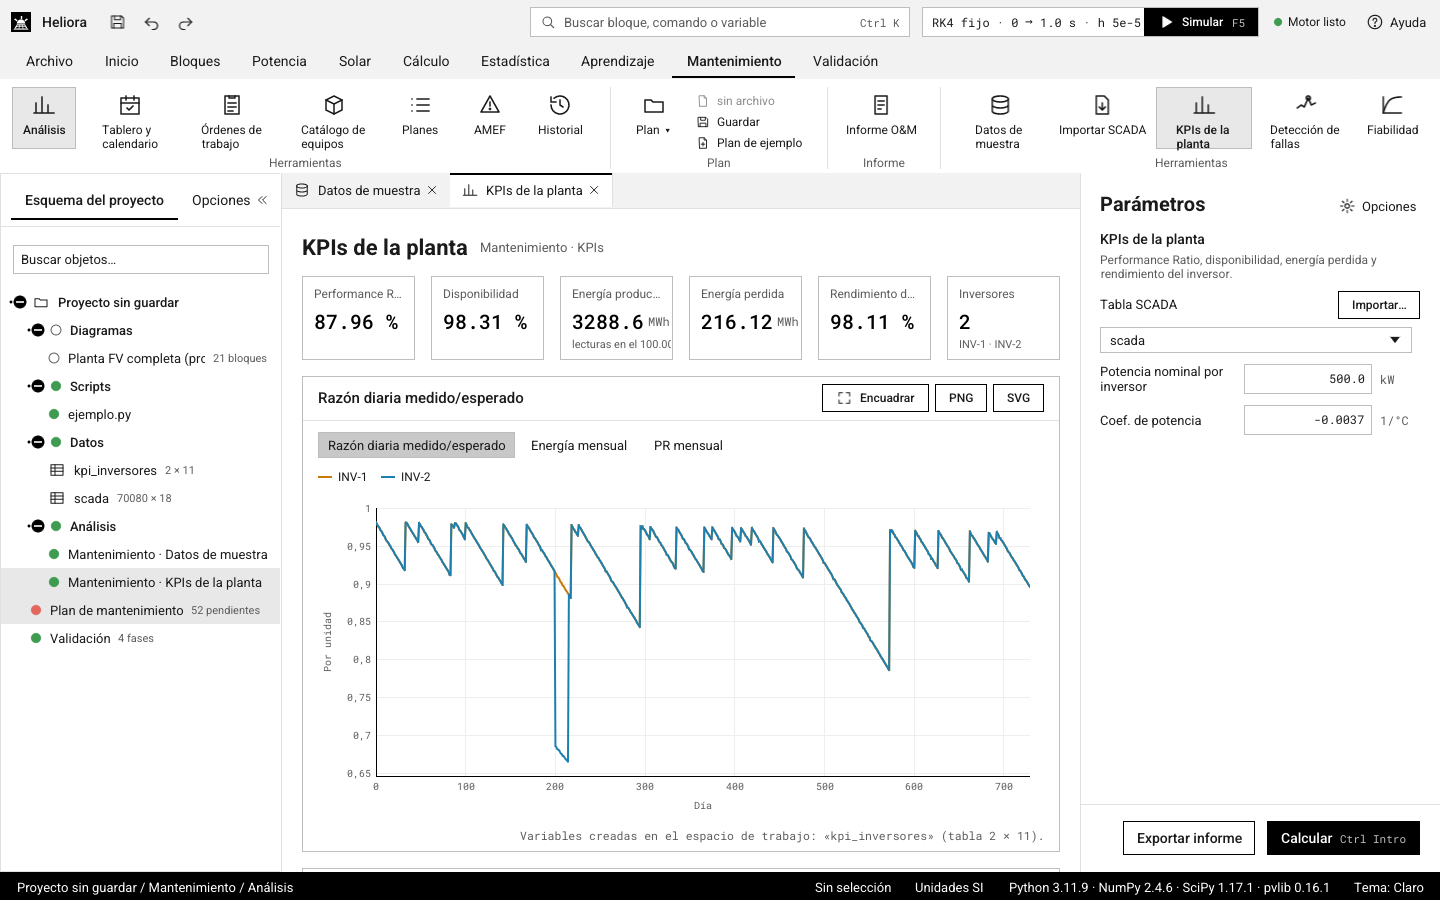 Heliora
Buscar bloque, comando o variable Ctrl K
RK4 fijo · 0 → 1.0 s · h 5e-5
Simular F5
Motor listo
Ayuda
Archivo Inicio Bloques Potencia Solar Cálculo Estadística Aprendizaje Mantenimiento Validación
Análisis
Tablero y
calendario
Órdenes de
trabajo
Catálogo de
equipos
Planes
AMEF
Historial
Herramientas
Plan
sin archivo
Guardar
Plan de ejemplo
Plan
Informe O&M
Informe
Datos de
muestra
Importar SCADA
KPIs de la
planta
Detección de
fallas
Fiabilidad
Herramientas
Esquema del proyecto Opciones
Buscar objetos…
Proyecto sin guardar
Diagramas
Planta FV completa (prc 21 bloques
Scripts
ejemplo.py
Datos
kpi_inversores 2 × 11
scada 70080 × 18
Análisis
Mantenimiento · Datos de muestra
Mantenimiento · KPIs de la planta
Plan de mantenimiento 52 pendientes
Validación 4 fases
Datos de muestra
KPIs de la planta
KPIs de la planta Mantenimiento · KPIs
Performance R…
87.96 %
Disponibilidad
98.31 %
Energía produc…
3288.6 MWh
lecturas en el 100.00
Energía perdida
216.12 MWh
Rendimiento d…
98.11 %
Inversores
2
INV-1 · INV-2
Razón diaria medido/esperado
Encuadrar PNG SVG
Razón diaria medido/esperado Energía mensual PR mensual
INV-1 INV-2
1
0,95
0,9
0,85
0,8
0,75
0,7
0,65
Por unidad
0 100 200 300 400 500 600 700
Día
Variables creadas en el espacio de trabajo: «kpi_inversores» (tabla 2 × 11).
Parámetros
Opciones
KPIs de la planta
Performance Ratio, disponibilidad, energía perdida y
rendimiento del inversor.
Tabla SCADA
Importar…
scada
Potencia nominal por
inversor
500.0 kW
Coef. de potencia -0.0037 1/°C
Exportar informe
Calcular Ctrl Intro
Proyecto sin guardar / Mantenimiento / Análisis
Sin selección
Unidades SI
Python 3.11.9 · NumPy 2.4.6 · SciPy 1.17.1 · pvlib 0.16.1
Tema: Claro